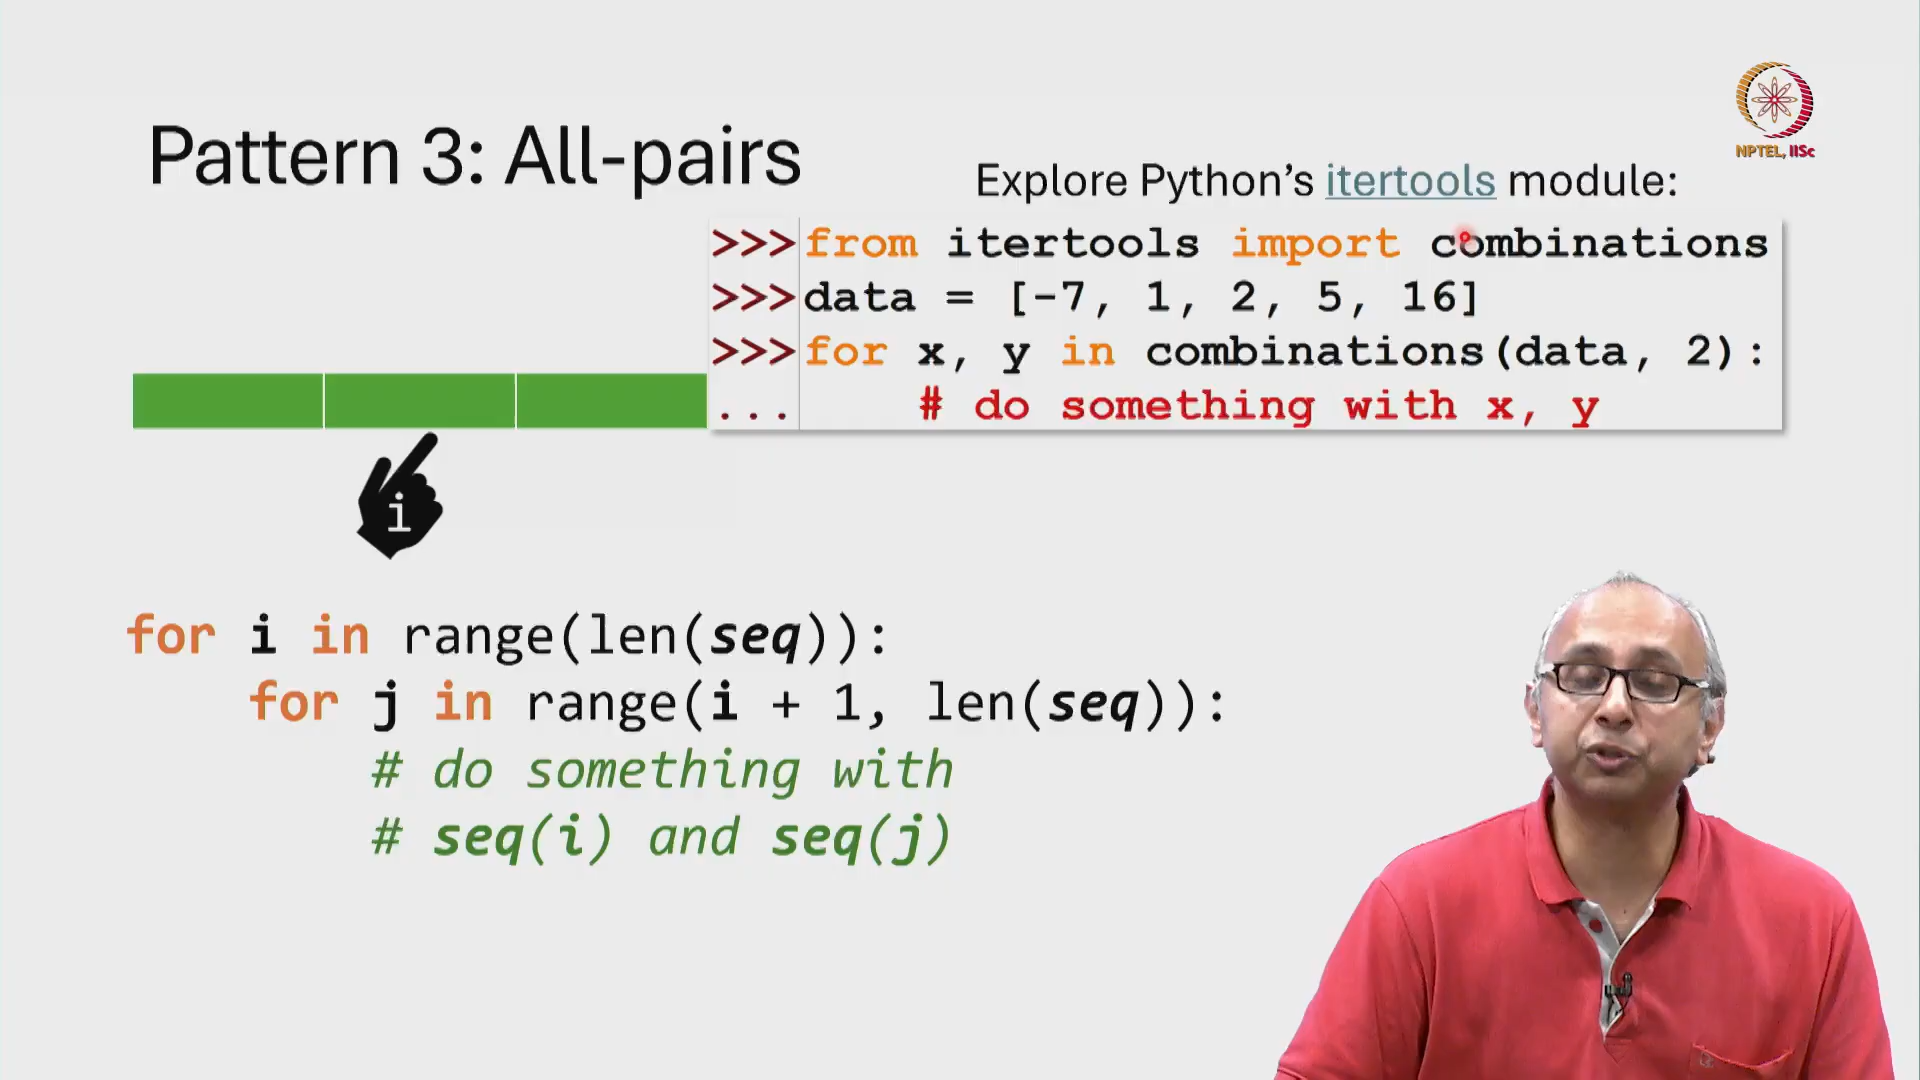 Pattern 3: All-pairs
NPTEL, IISc
Explore Python's itertools module:
>>> from itertools import combinations
>>> data = [-7, 1, 2, 5, 16]
>>> for x, y in combinations(data, 2):
... # do something with x, y
i
for i in range(len(seq)):
for j in range(i + 1, len(seq)):
# do something with
# seq(i) and seq(j)